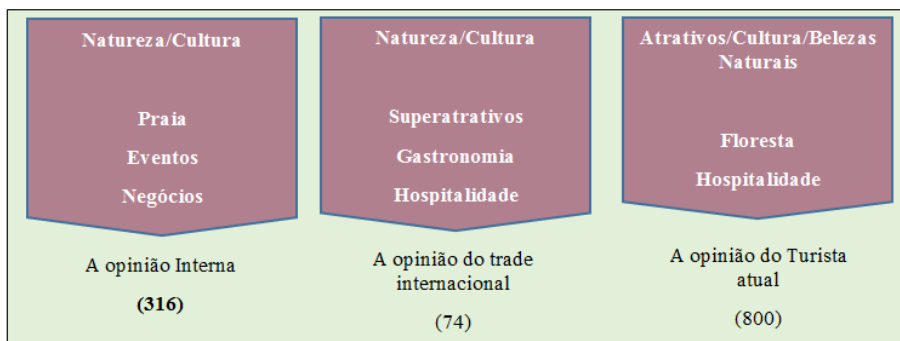 Natureza/Cultura
Praia
Eventos
Negócios
A opinião Interna
(316)
Natureza/Cultura
Superatrativos
Gastronomia
Hospitalidade
A opinião do trade
internacional
(74)
Atrativos/Cultura/Belezas
Naturais
Floresta
Hospitalidade
A opinião do Turista
atual
(800)